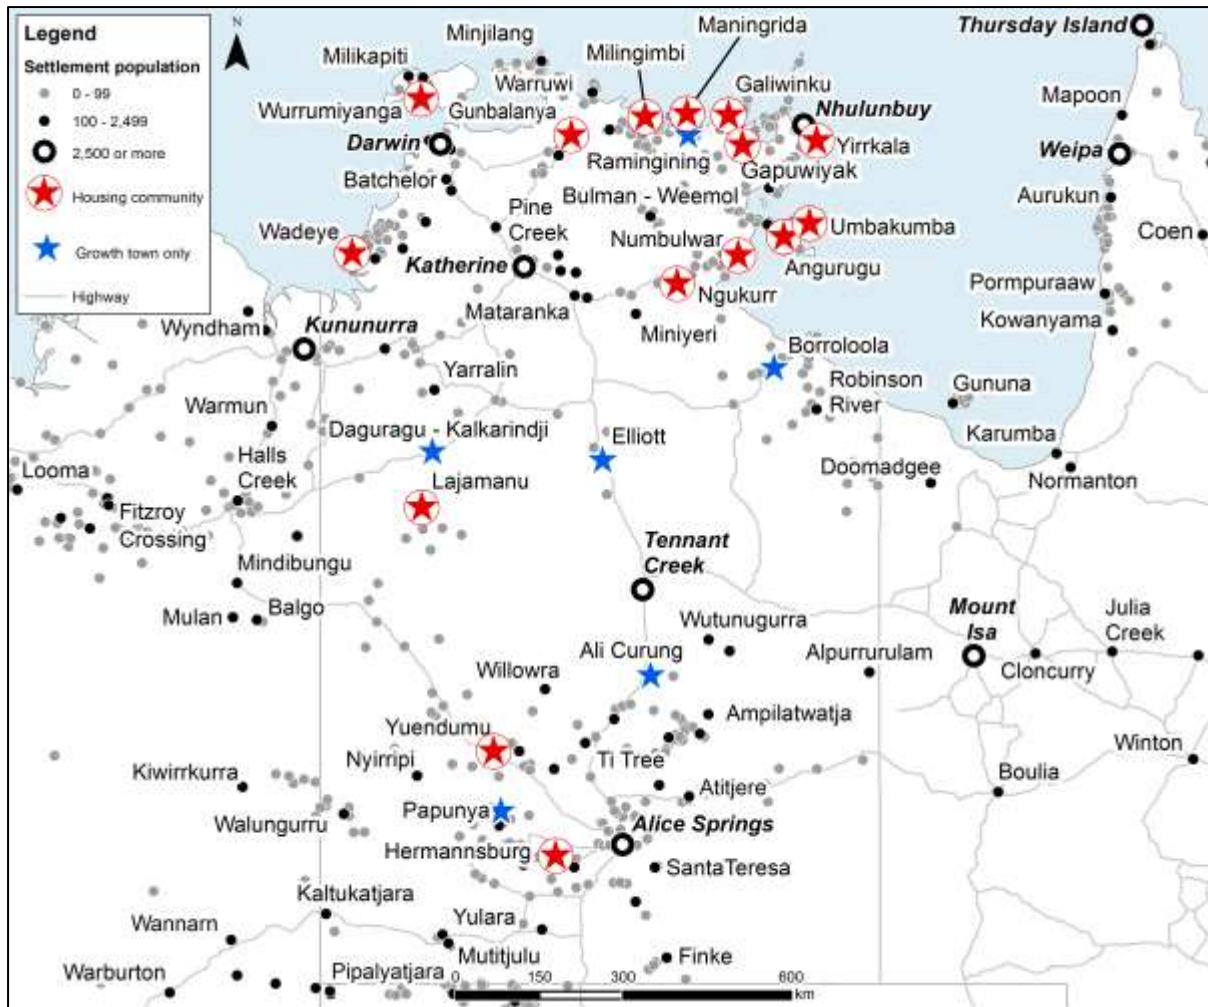 Legend
Settlement population
0 - 99
100 - 2,499
2,500 or more
Housing community
Growth town only
Highway
N
Minjilang
Maningrida
Thursday Island
Milikapiti
Milingimbi
Warruwi
Galiwinku
Wurrumiyanga
Gunbalanya
Nhulunbuy
Mapoon
Darwin
Ramingining
Yirrkala
Weipa
Batchelor
Gapuwiyak
Bulman - Weemol
Aurukun
Pine
Creek
Wadeye
Numbulwar
Umbakumba
Coen
Katherine
Angurugu
Ngukurr
Pormpuraaw
Mataranka
Kowanyama
Wyndham
Kununurra
Miniyeri
Borroloola
Yarralin
Robinson
River
Gununa
Warmun
Daguragu - Kalkarindji
Elliott
Karumba
Looma
Halls
Creek
Doomadgee
Lajamanu
Normanton
Fitzroy
Crossing
Tennant
Creek
Mindibungu
Mulan
Balgo
Wutunugurra
Mount
Isa
Julia
Creek
Ali Curung
Alpurrurulam
Willowra
Cloncurry
Ampilatwatja
Yuendumu
Ti Tree
Winton
Kiwirrkurra
Nyirripi
Boulia
Atitjere
Papunya
Walungurru
Alice Springs
Hermannsburg
SantaTeresa
Kaltukatjara
Wannarn
Yulara
Mutitjulu
Finke
Warburton
Pipalyatjara
0 150 300 600
km